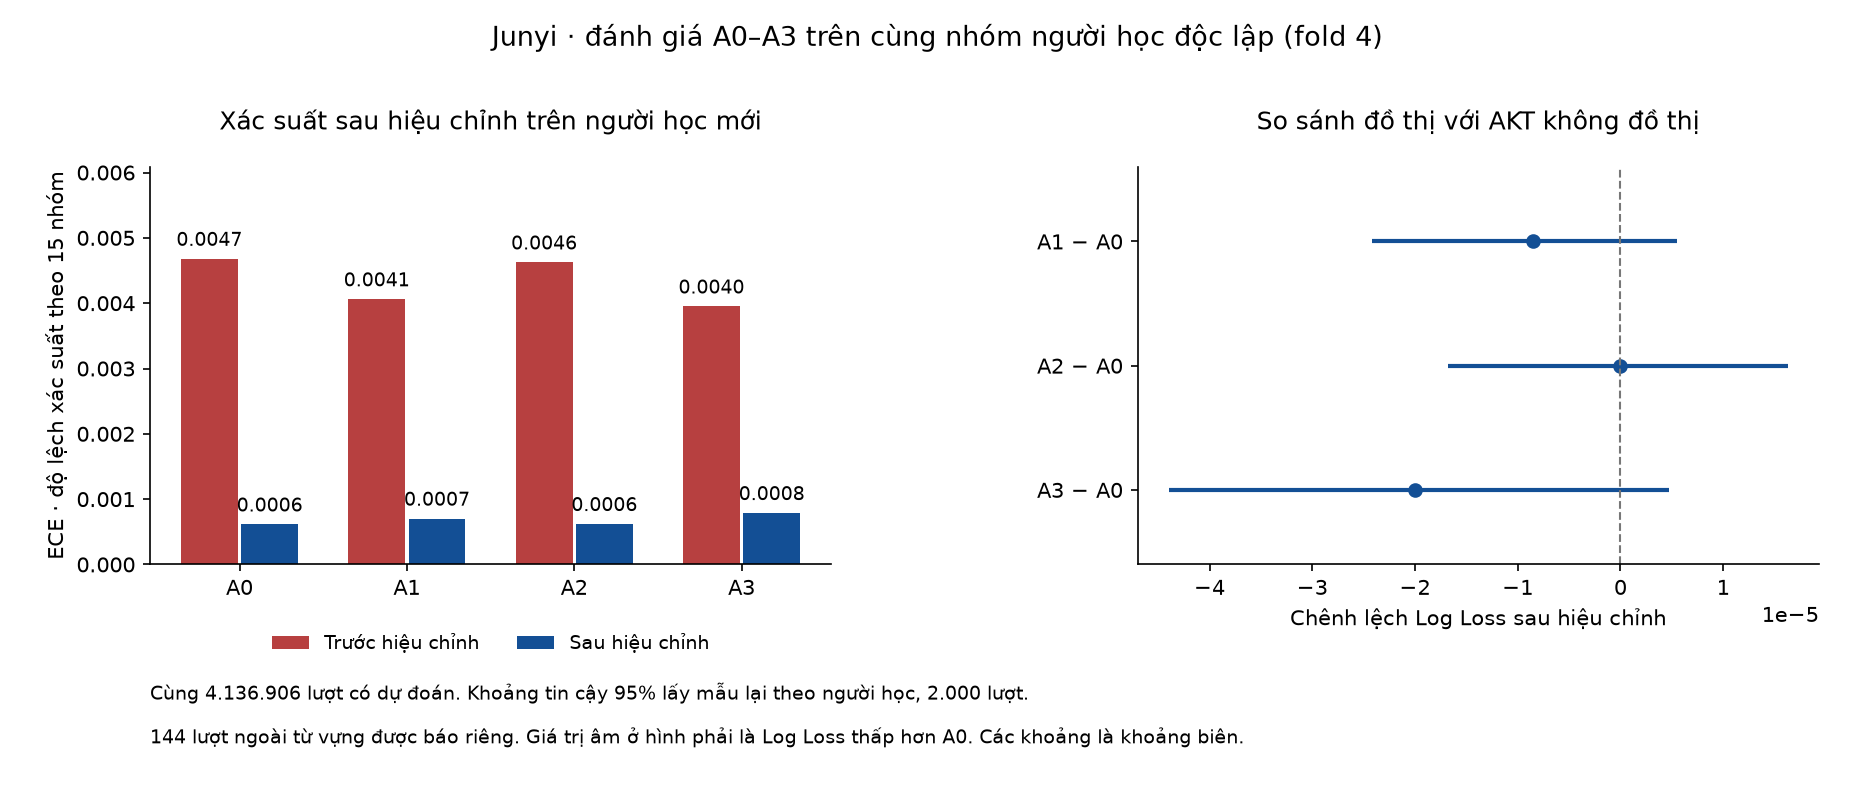 Junyi · đánh giá A0–A3 trên cùng nhóm người học độc lập (fold 4)
Xác suất sau hiệu chỉnh trên người học mới
ECE · độ lệch xác suất theo 15 nhóm
0.006
0.005
0.004
0.003
0.002
0.001
0.000
0.0047
0.0006
0.0041
0.0007
0.0046
0.0006
0.0040
0.0008
A0
A1
A2
A3
Trước hiệu chỉnh
Sau hiệu chỉnh
So sánh đồ thị với AKT không đồ thị
A1 − A0
A2 − A0
A3 − A0
−4
−3
−2
−1
0
1
1e−5
Chênh lệch Log Loss sau hiệu chỉnh
Cùng 4.136.906 lượt có dự đoán. Khoảng tin cậy 95% lấy mẫu lại theo người học, 2.000 lượt.
144 lượt ngoài từ vựng được báo riêng. Giá trị âm ở hình phải là Log Loss thấp hơn A0. Các khoảng là khoảng biên.